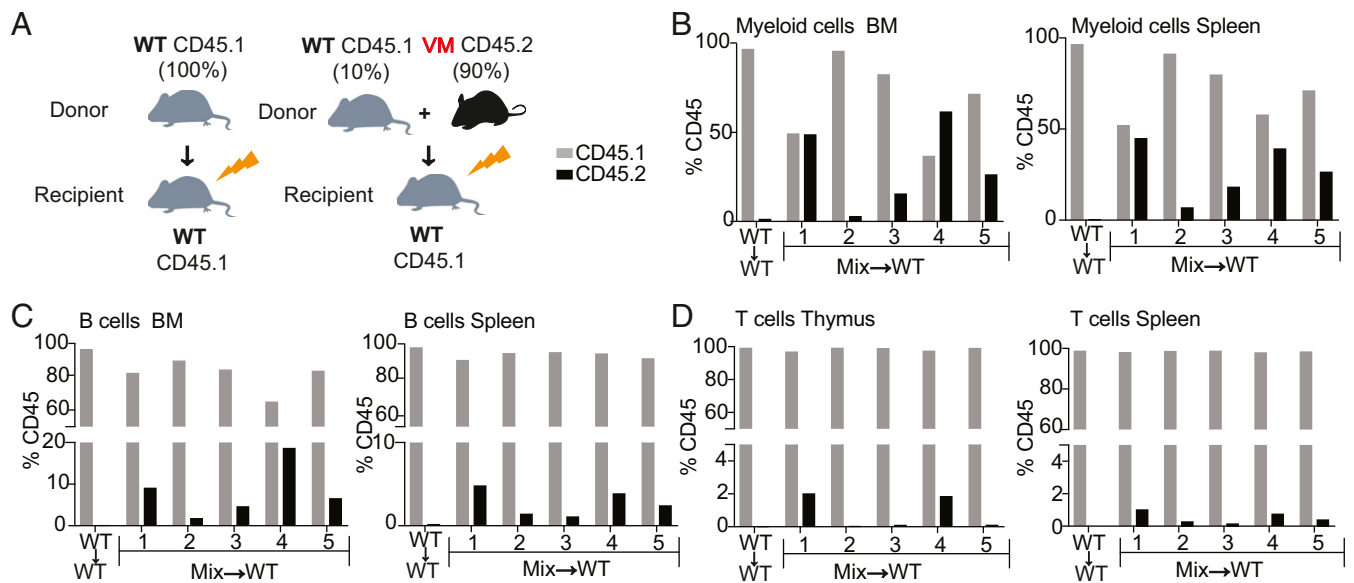 A
WT CD45.1
(100%)
WT CD45.1 VM CD45.2
(10%) (90%)
Donor
Donor
+
Recipient
Recipient
WT
CD45.1
WT
CD45.1
CD45.1
CD45.2
B
Myeloid cells BM
% CD45
100
50
0
WT
↓
WT
1 2 3 4 5
Mix→WT
Myeloid cells Spleen
% CD45
100
50
0
WT
↓
WT
1 2 3 4 5
Mix→WT
C
B cells BM
% CD45
100
80
60
20
10
0
WT
↓
WT
1 2 3 4 5
Mix→WT
B cells Spleen
% CD45
100
80
60
10
0
WT
↓
WT
1 2 3 4 5
Mix→WT
D
T cells Thymus
% CD45
100
80
60
4
2
0
WT
↓
WT
1 2 3 4 5
Mix→WT
T cells Spleen
% CD45
100
80
60
4
2
0
WT
↓
WT
1 2 3 4 5
Mix→WT